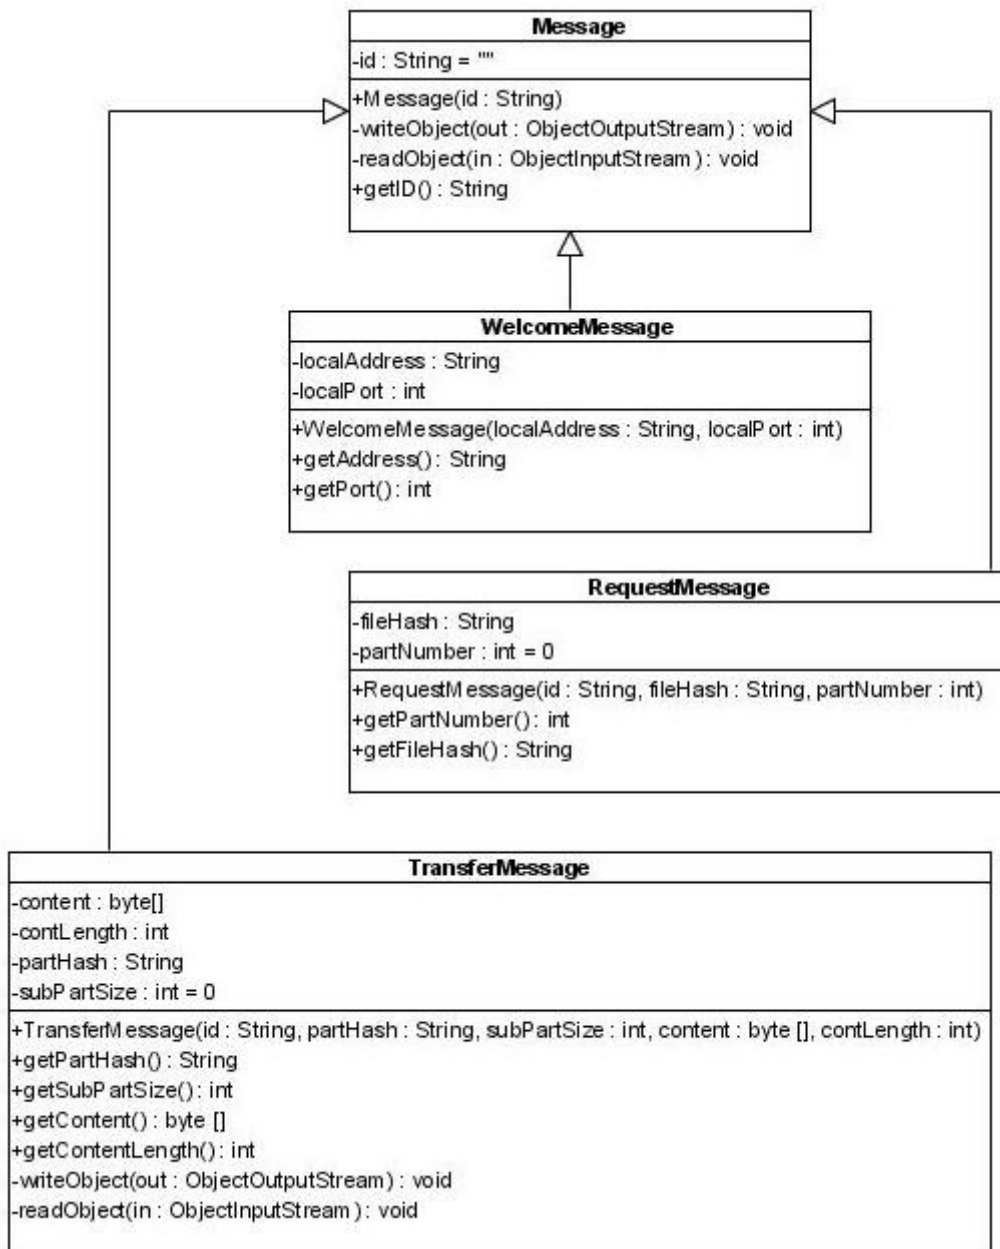 Message
-id : String = ""
+Message(id : String)
-writeObject(out : ObjectOutputStream) : void
-readObject(in : ObjectInputStream) : void
+getID() : String
WelcomeMessage
-localAddress : String
-localPort : int
+WelcomeMessage(localAddress : String, localPort : int)
+getAddress() : String
+getPort() : int
RequestMessage
-fileHash : String
-partNumber : int = 0
+RequestMessage(id : String, fileHash : String, partNumber : int)
+getPartNumber() : int
+getFileHash() : String
TransferMessage
-content : byte[]
-contLength : int
-partHash : String
-subPartSize : int = 0
+TransferMessage(id : String, partHash : String, subPartSize : int, content : byte [], contLength : int)
+getPartHash() : String
+getSubPartSize() : int
+getContent() : byte []
+getContentLength() : int
-writeObject(out : ObjectOutputStream) : void
-readObject(in : ObjectInputStream) : void